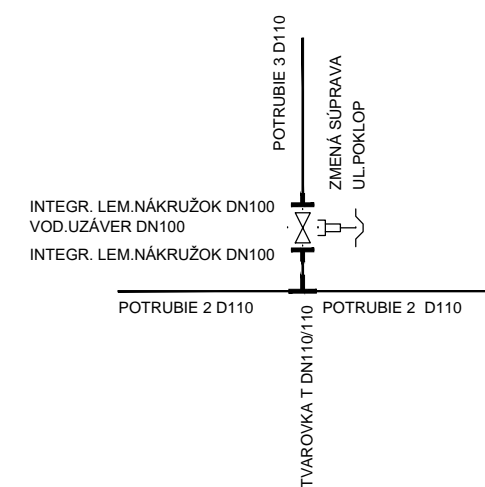 POTRUBIE 3 D110
ZMENÁ SÚPRAVA
UL.POKLOP
INTEGR. LEM.NÁKRUŽOK DN100
VOD.UZÁVER DN100
INTEGR. LEM.NÁKRUŽOK DN100
POTRUBIE 2 D110
POTRUBIE 2 D110
TVAROVKA T DN110/110